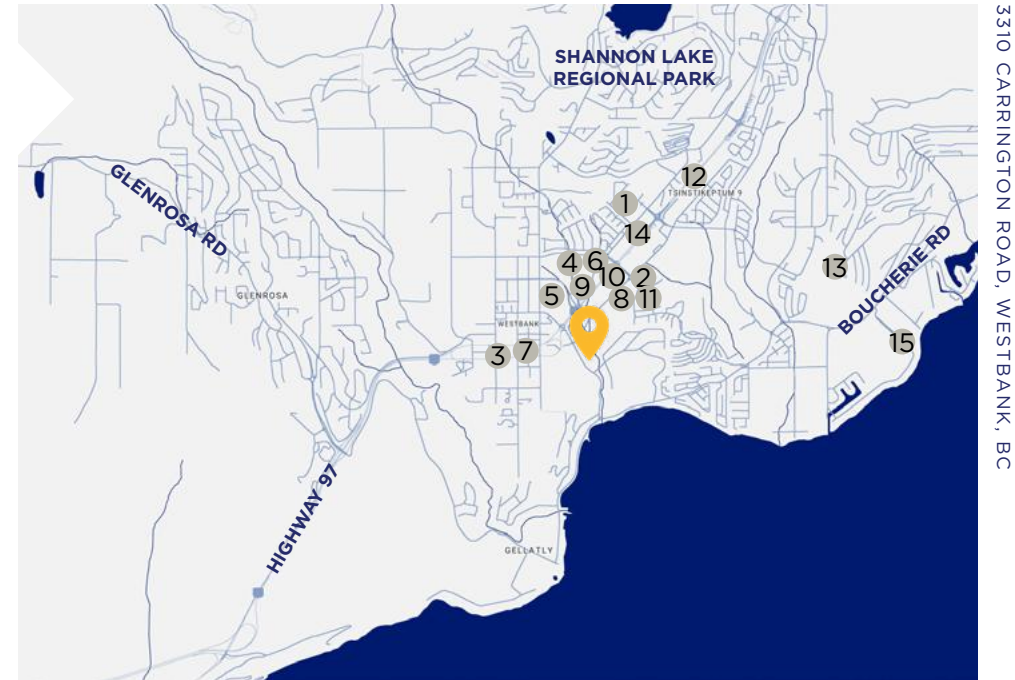 SHANNON LAKE
REGIONAL PARK
GLENROSA RD
12
TSINSTIKEPTUM 9
1
14
4
6
10
2
13
BOUCHERIE RD
9
5
8
11
GLENROSA
WESTBANK
3
7
15
HIGHWAY 97
GELLATLY
3310 CARRINGTON ROAD, WESTBANK, BC